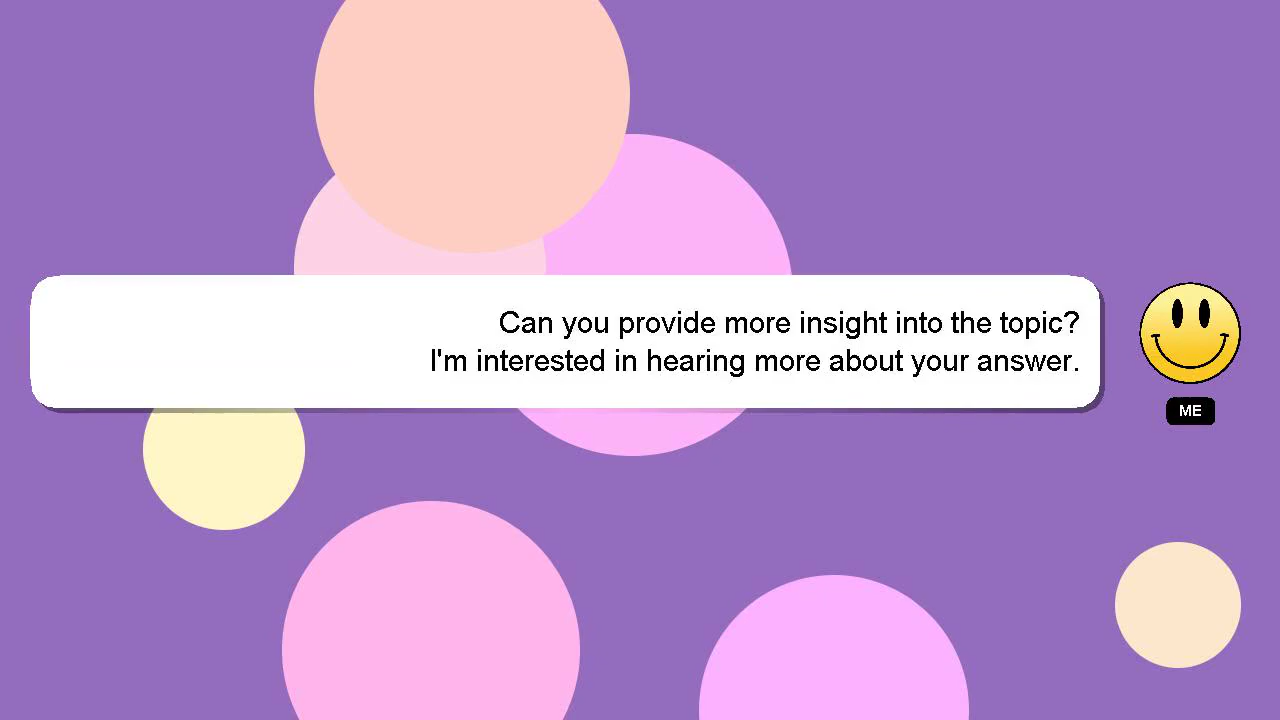 Can you provide more insight into the topic?
I'm interested in hearing more about your answer.
ME